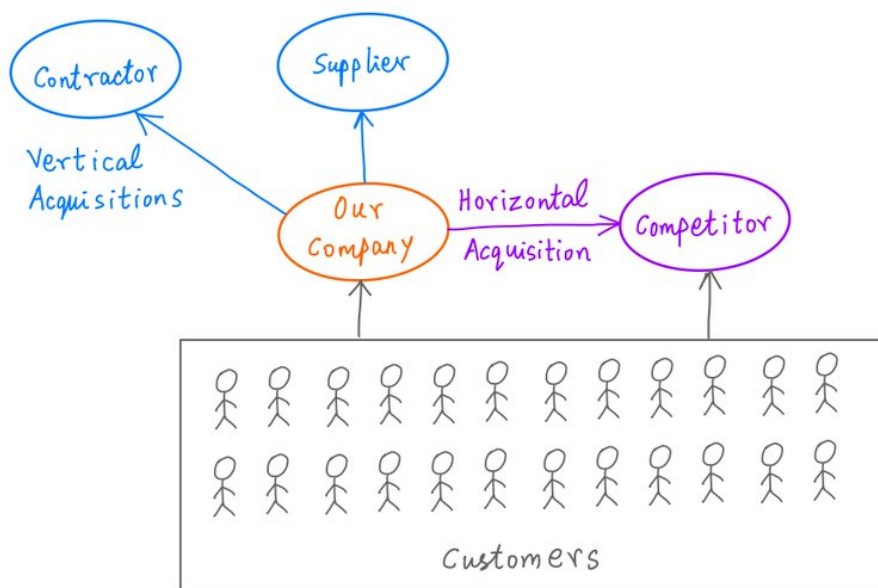 Contractor
Supplier
Vertical
Acquisitions
Our
Company
Horizontal
Acquisition
Competitor
Customers